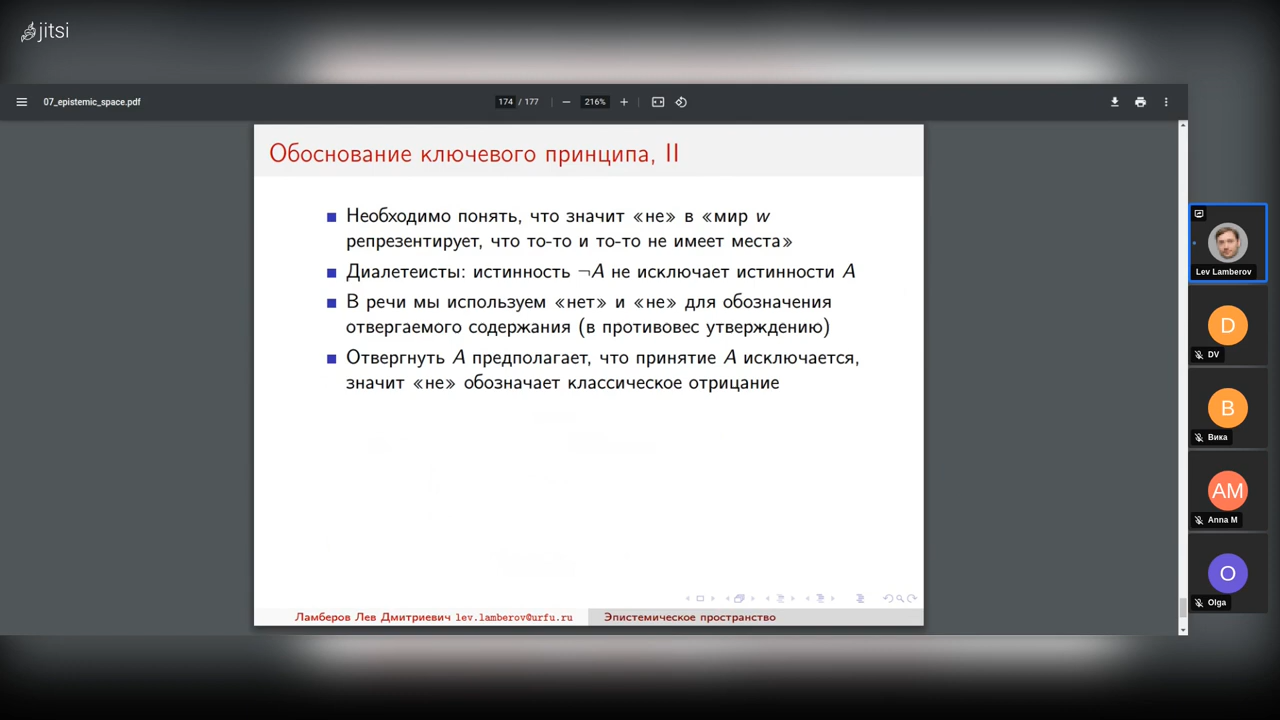 jitsi
07_epistemic_space.pdf
174 / 177
216%
Обоснование ключевого принципа, II
Необходимо понять, что значит «не» в «мир w
репрезентирует, что то-то и то-то не имеет места»
Диалетеисты: истинность ¬A не исключает истинности A
В речи мы используем «нет» и «не» для обозначения
отвергаемого содержания (в противовес утверждению)
Отвергнуть A предполагает, что принятие A исключается,
значит «не» обозначает классическое отрицание
Ламберов Лев Дмитриевич lev.lamberov@urfu.ru
Эпистемическое пространство
Lev Lamberov
D
DV
B
Вика
AM
Anna M
O
Olga